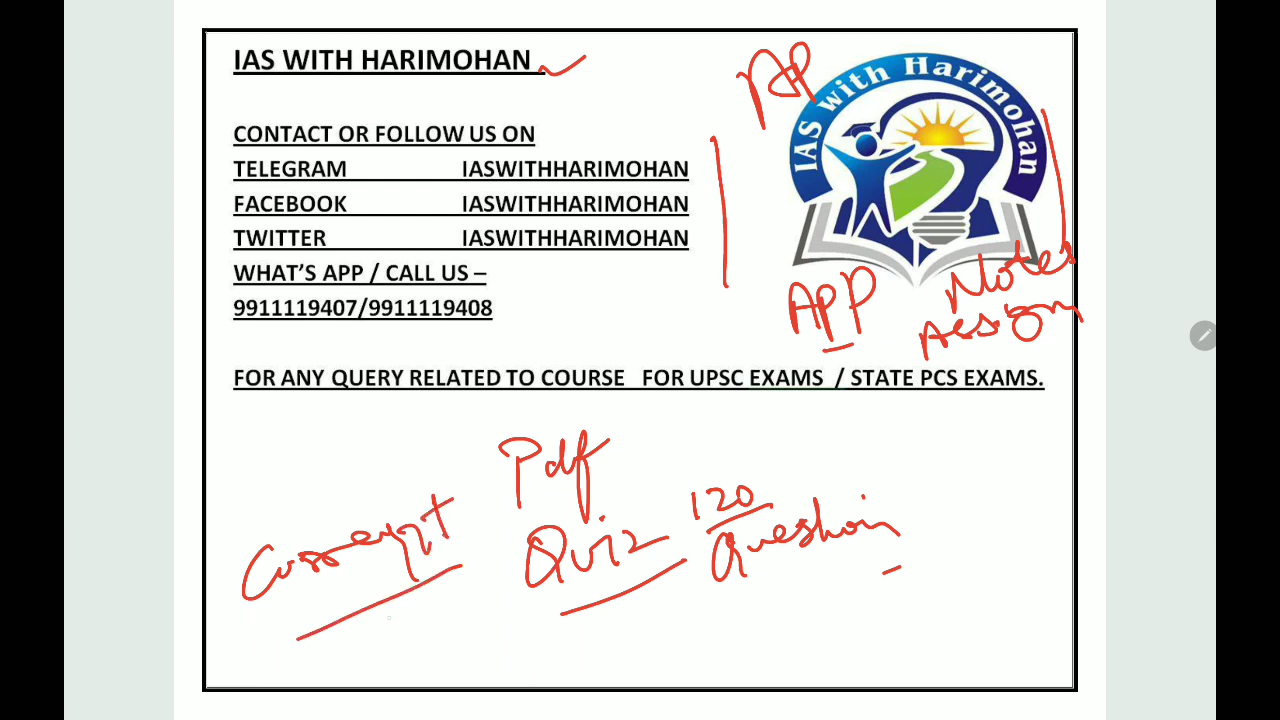 IAS WITH HARIMOHAN
AP
IAS with Harimohan
CONTACT OR FOLLOW US ON
TELEGRAM IASWITHHARIMOHAN
FACEBOOK IASWITHHARIMOHAN
TWITTER IASWITHHARIMOHAN
WHAT'S APP / CALL US –
9911119407/9911119408
APP Notes
FOR ANY QUERY RELATED TO COURSE FOR UPSC EXAMS / STATE PCS EXAMS.
Pdf
Quiz 120
Question